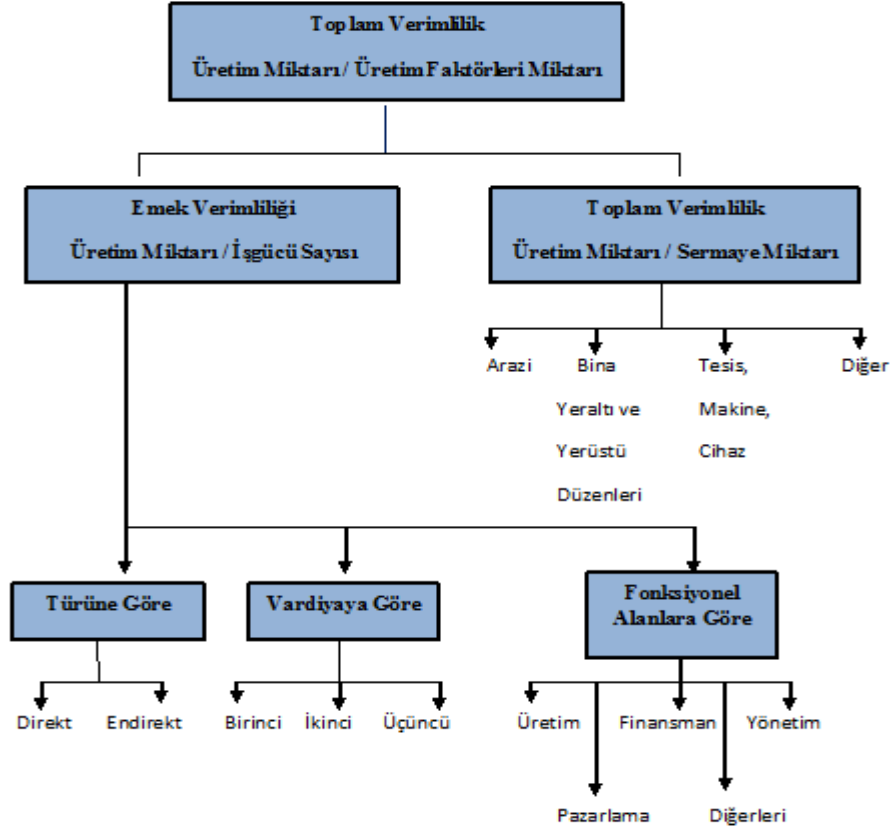 Toplam Verimlilik
Üretim Miktarı / Üretim Faktörleri Miktarı
Emek Verimliliği
Üretim Miktarı / İşgücü Sayısı
Toplam Verimlilik
Üretim Miktarı / Sermaye Miktarı
Arazi
Bina
Yeraltı ve
Yerüstü
Düzenleri
Tesis,
Makine,
Cihaz
Diğer
Türüne Göre
Vardiyaya Göre
Fonksiyonel
Alanlara Göre
Direkt
Endirekt
Birinci
İkinci
Üçüncü
Üretim
Finansman
Yönetim
Pazarlama
Diğerleri